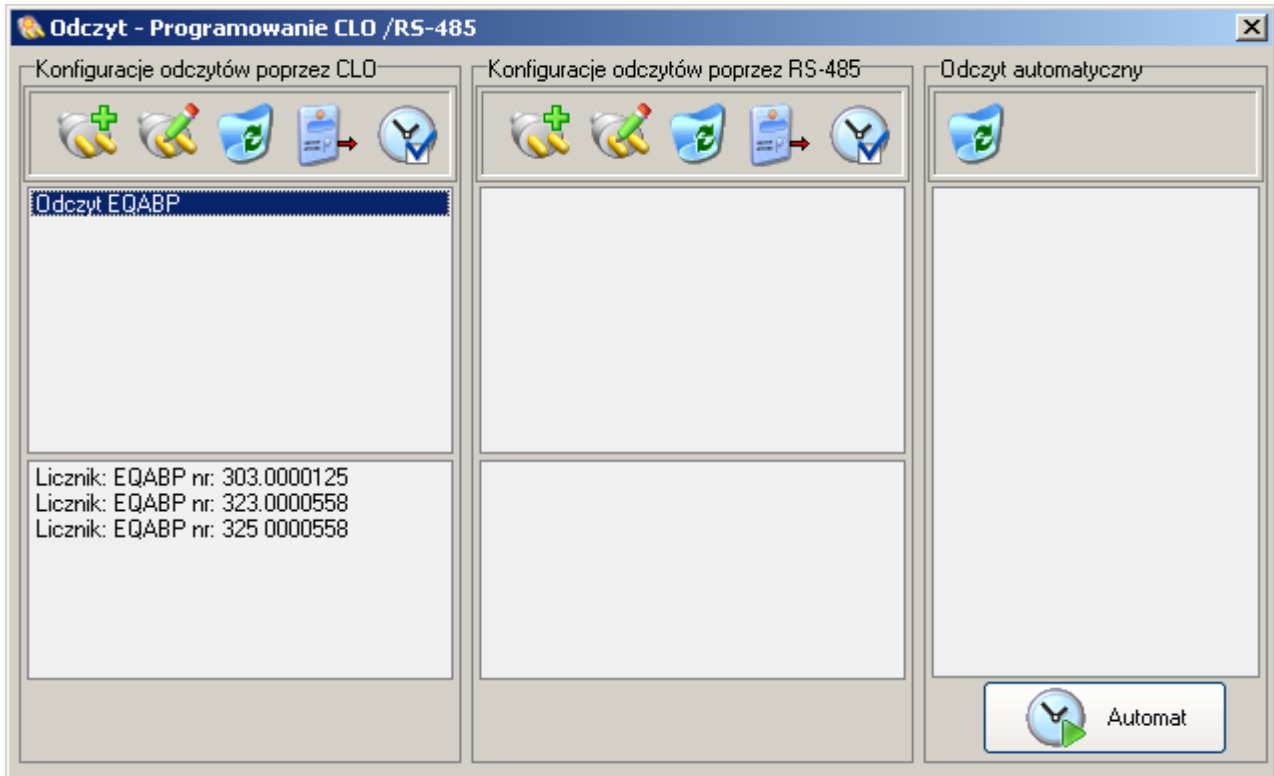 Odczyt - Programowanie CLO /RS-485
Konfiguracje odczytów poprzez CLO
Konfiguracje odczytów poprzez RS-485
Odczyt automatyczny
Odczyt EQABP
Licznik: EQABP nr: 303.0000125
Licznik: EQABP nr: 323.0000558
Licznik: EQABP nr: 325 0000558
Automat